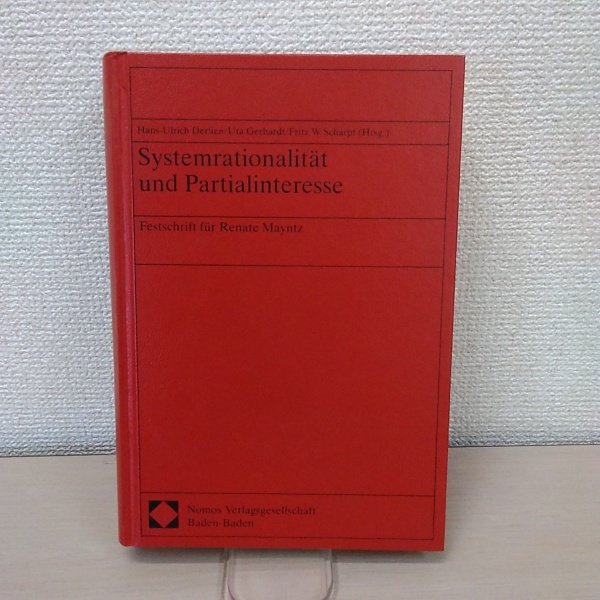 Hans-Ulrich Derlien/Uta Gerhardt/Fritz W. Scharpf (Hrsg.)
Systemrationalität
und Partialinteresse
Festschrift für Renate Mayntz
Nomos Verlagsgesellschaft
Baden-Baden